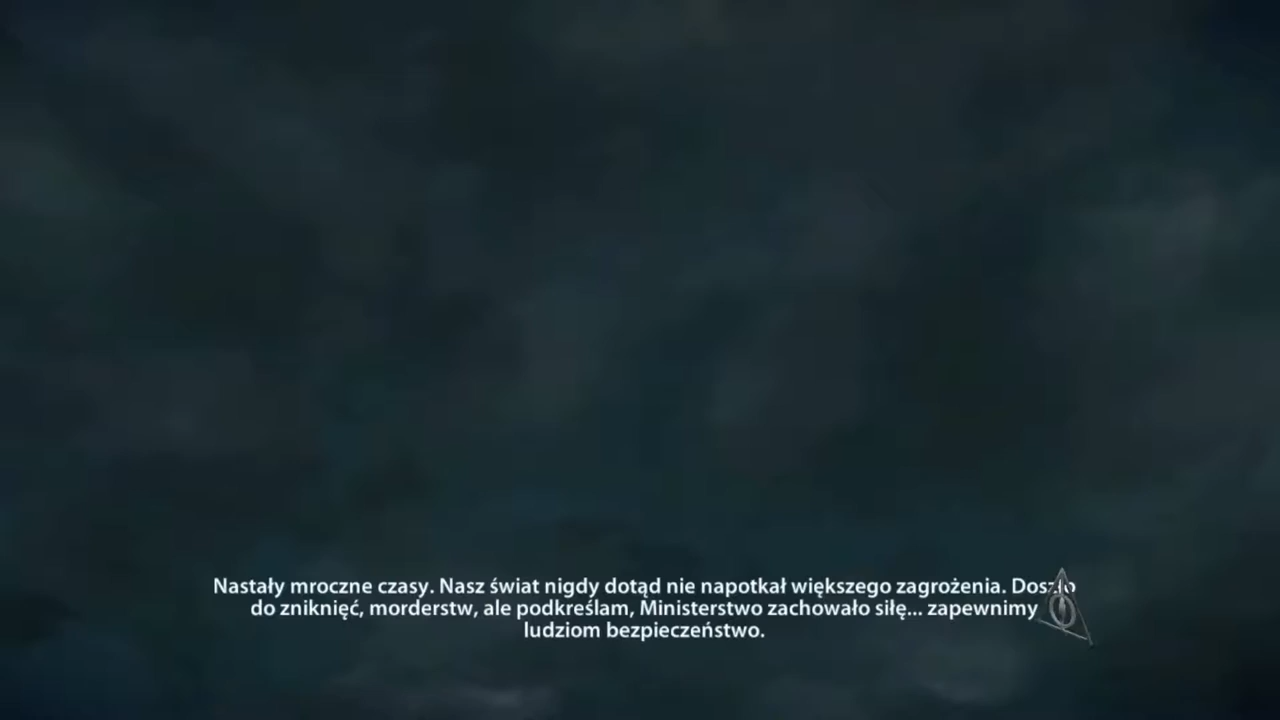 Nastały mroczne czasy. Nasz świat nigdy dotąd nie napotkał większego zagrożenia. Doszło
do zniknięć, morderstw, ale podkreślam, Ministerstwo zachowało siłę... zapewnimy
ludziom bezpieczeństwo.